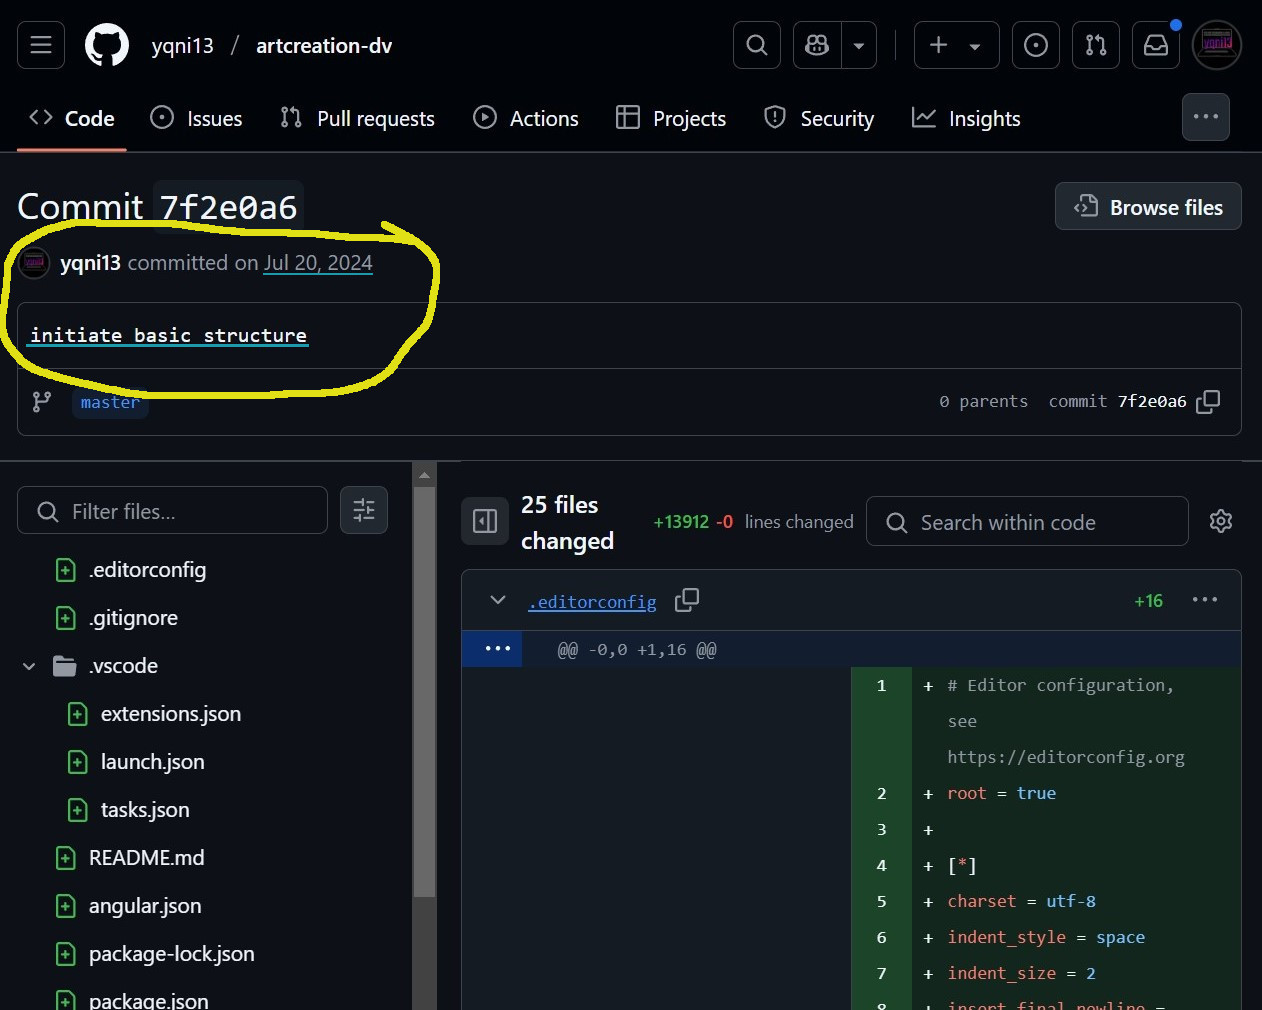 yqni13 / artcreation-dv
Code Issues Pull requests Actions Projects Security Insights
Commit 7f2e0a6
Browse files
yqni13 committed on Jul 20, 2024
initiate basic structure
master
0 parents commit 7f2e0a6
Filter files...
.editorconfig
.gitignore
.vscode
extensions.json
launch.json
tasks.json
README.md
angular.json
package-lock.json
package.json
25 files
changed
+13912 -0 lines changed
Search within code
.editorconfig
+16
@@ -0,0 +1,16 @@
1 + # Editor configuration,
see
https://editorconfig.org
2 + root = true
3 +
4 + [*]
5 + charset = utf-8
6 + indent_style = space
7 + indent_size = 2
8 + insert_final_newline =